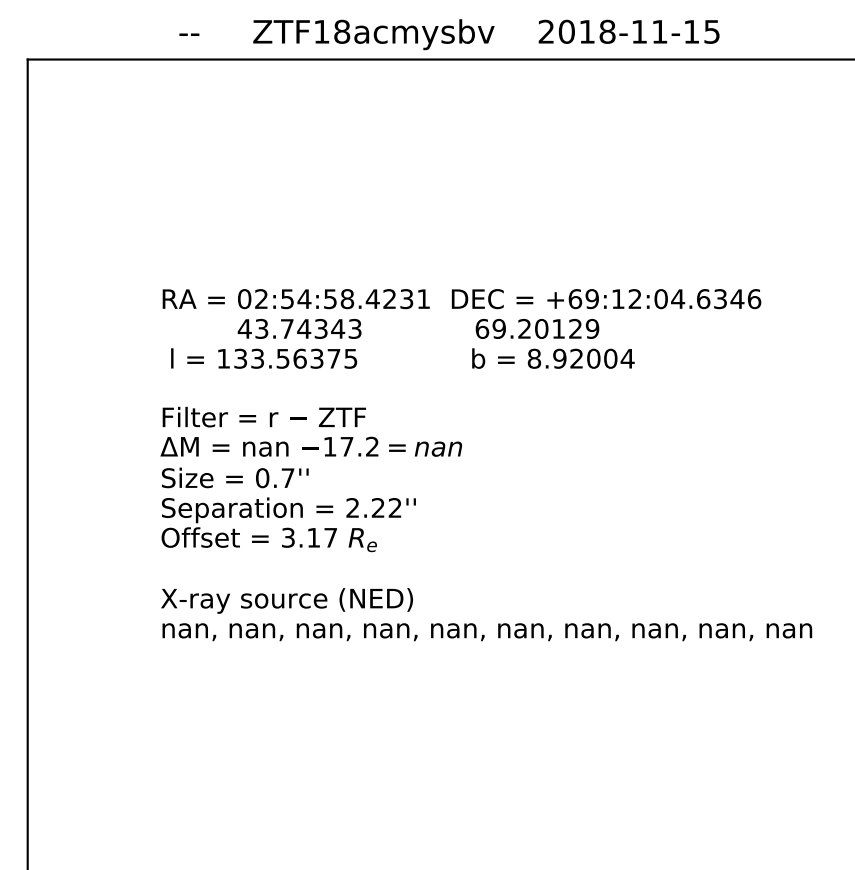 -- ZTF18acmysbv 2018-11-15
RA = 02:54:58.4231 DEC = +69:12:04.6346
43.74343 69.20129
l = 133.56375 b = 8.92004
Filter = r − ZTF
ΔM = nan −17.2 = nan
Size = 0.7''
Separation = 2.22''
Offset = 3.17 Rₑ
X-ray source (NED)
nan, nan, nan, nan, nan, nan, nan, nan, nan, nan